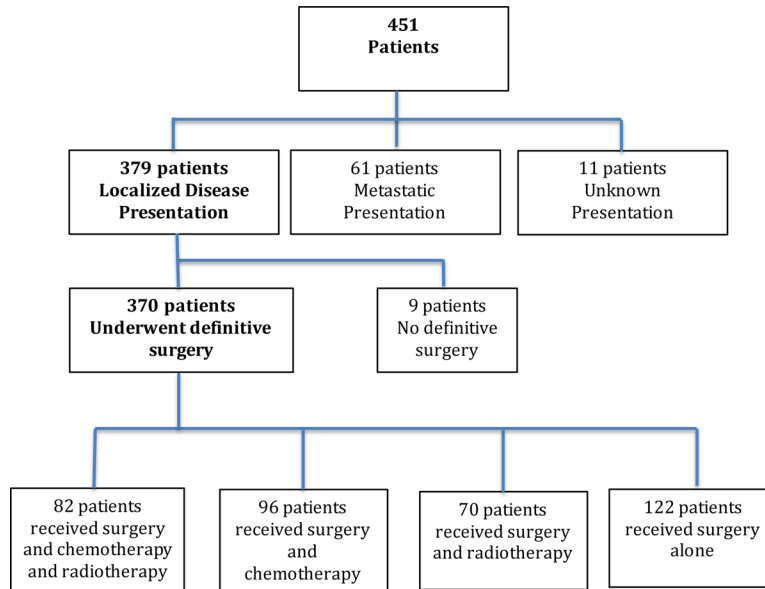 451
Patients
379 patients
Localized Disease
Presentation
61 patients
Metastatic
Presentation
11 patients
Unknown
Presentation
370 patients
Underwent definitive
surgery
9 patients
No definitive
surgery
82 patients
received surgery
and chemotherapy
and radiotherapy
96 patients
received surgery
and
chemotherapy
70 patients
received surgery
and radiotherapy
122 patients
received surgery
alone